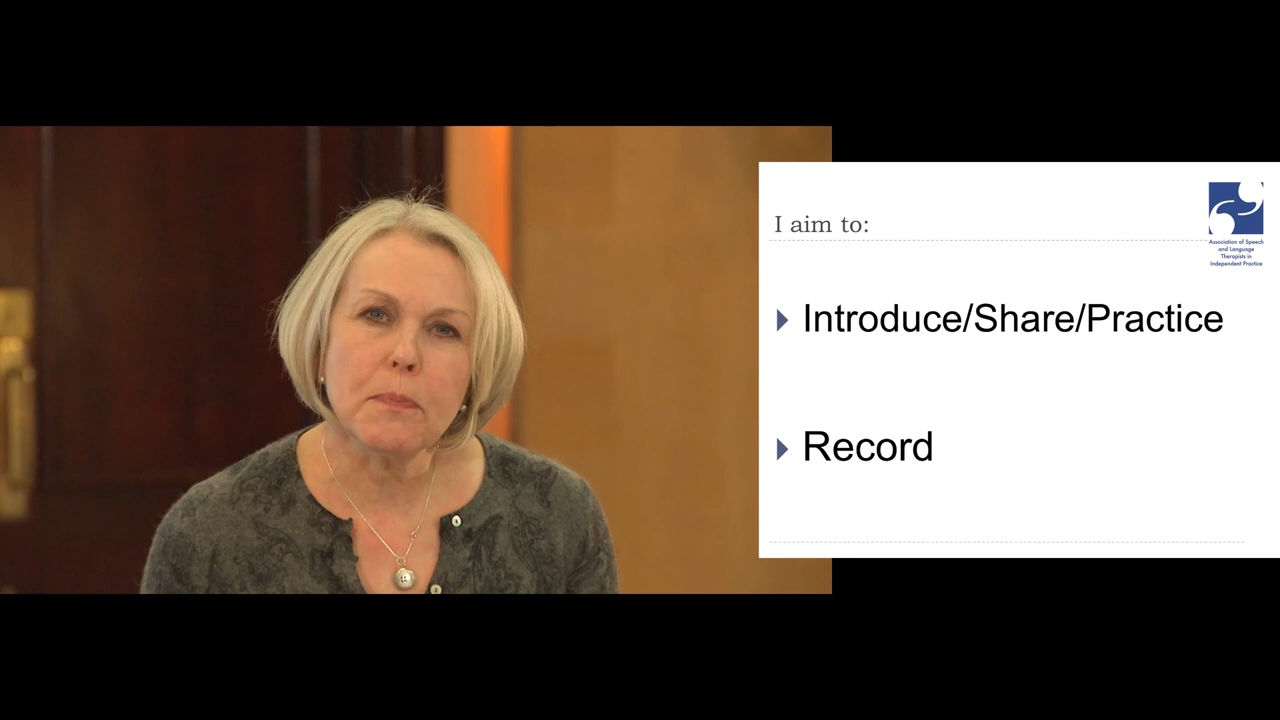 I aim to:
Association of Speech
and Language
Therapists in
Independent Practice
Introduce/Share/Practice
Record